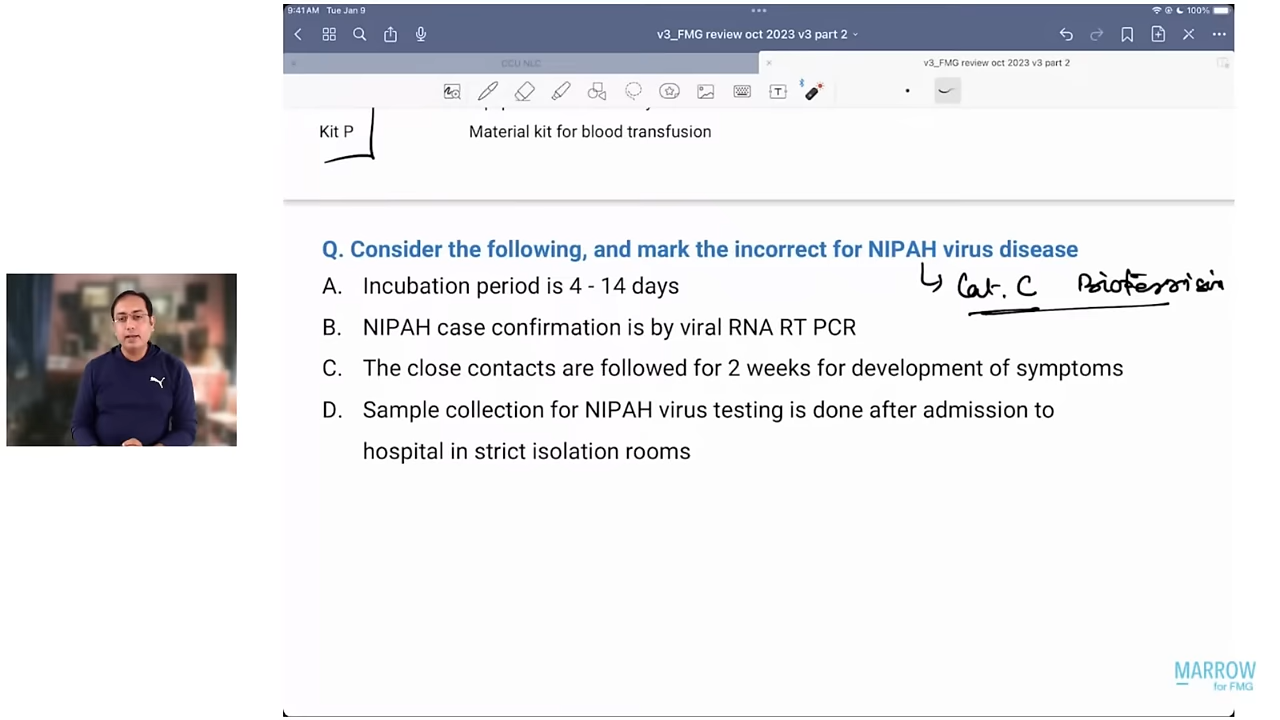 9:41 AM Tue Jan 9
100%
v3_FMG review oct 2023 v3 part 2
CCU NLC
v3_FMG review oct 2023 v3 part 2
Kit P
Material kit for blood transfusion
Q. Consider the following, and mark the incorrect for NIPAH virus disease
Cat. C
A. Incubation period is 4 - 14 days
B. NIPAH case confirmation is by viral RNA RT PCR
C. The close contacts are followed for 2 weeks for development of symptoms
D. Sample collection for NIPAH virus testing is done after admission to
hospital in strict isolation rooms
MARROW
for FMG